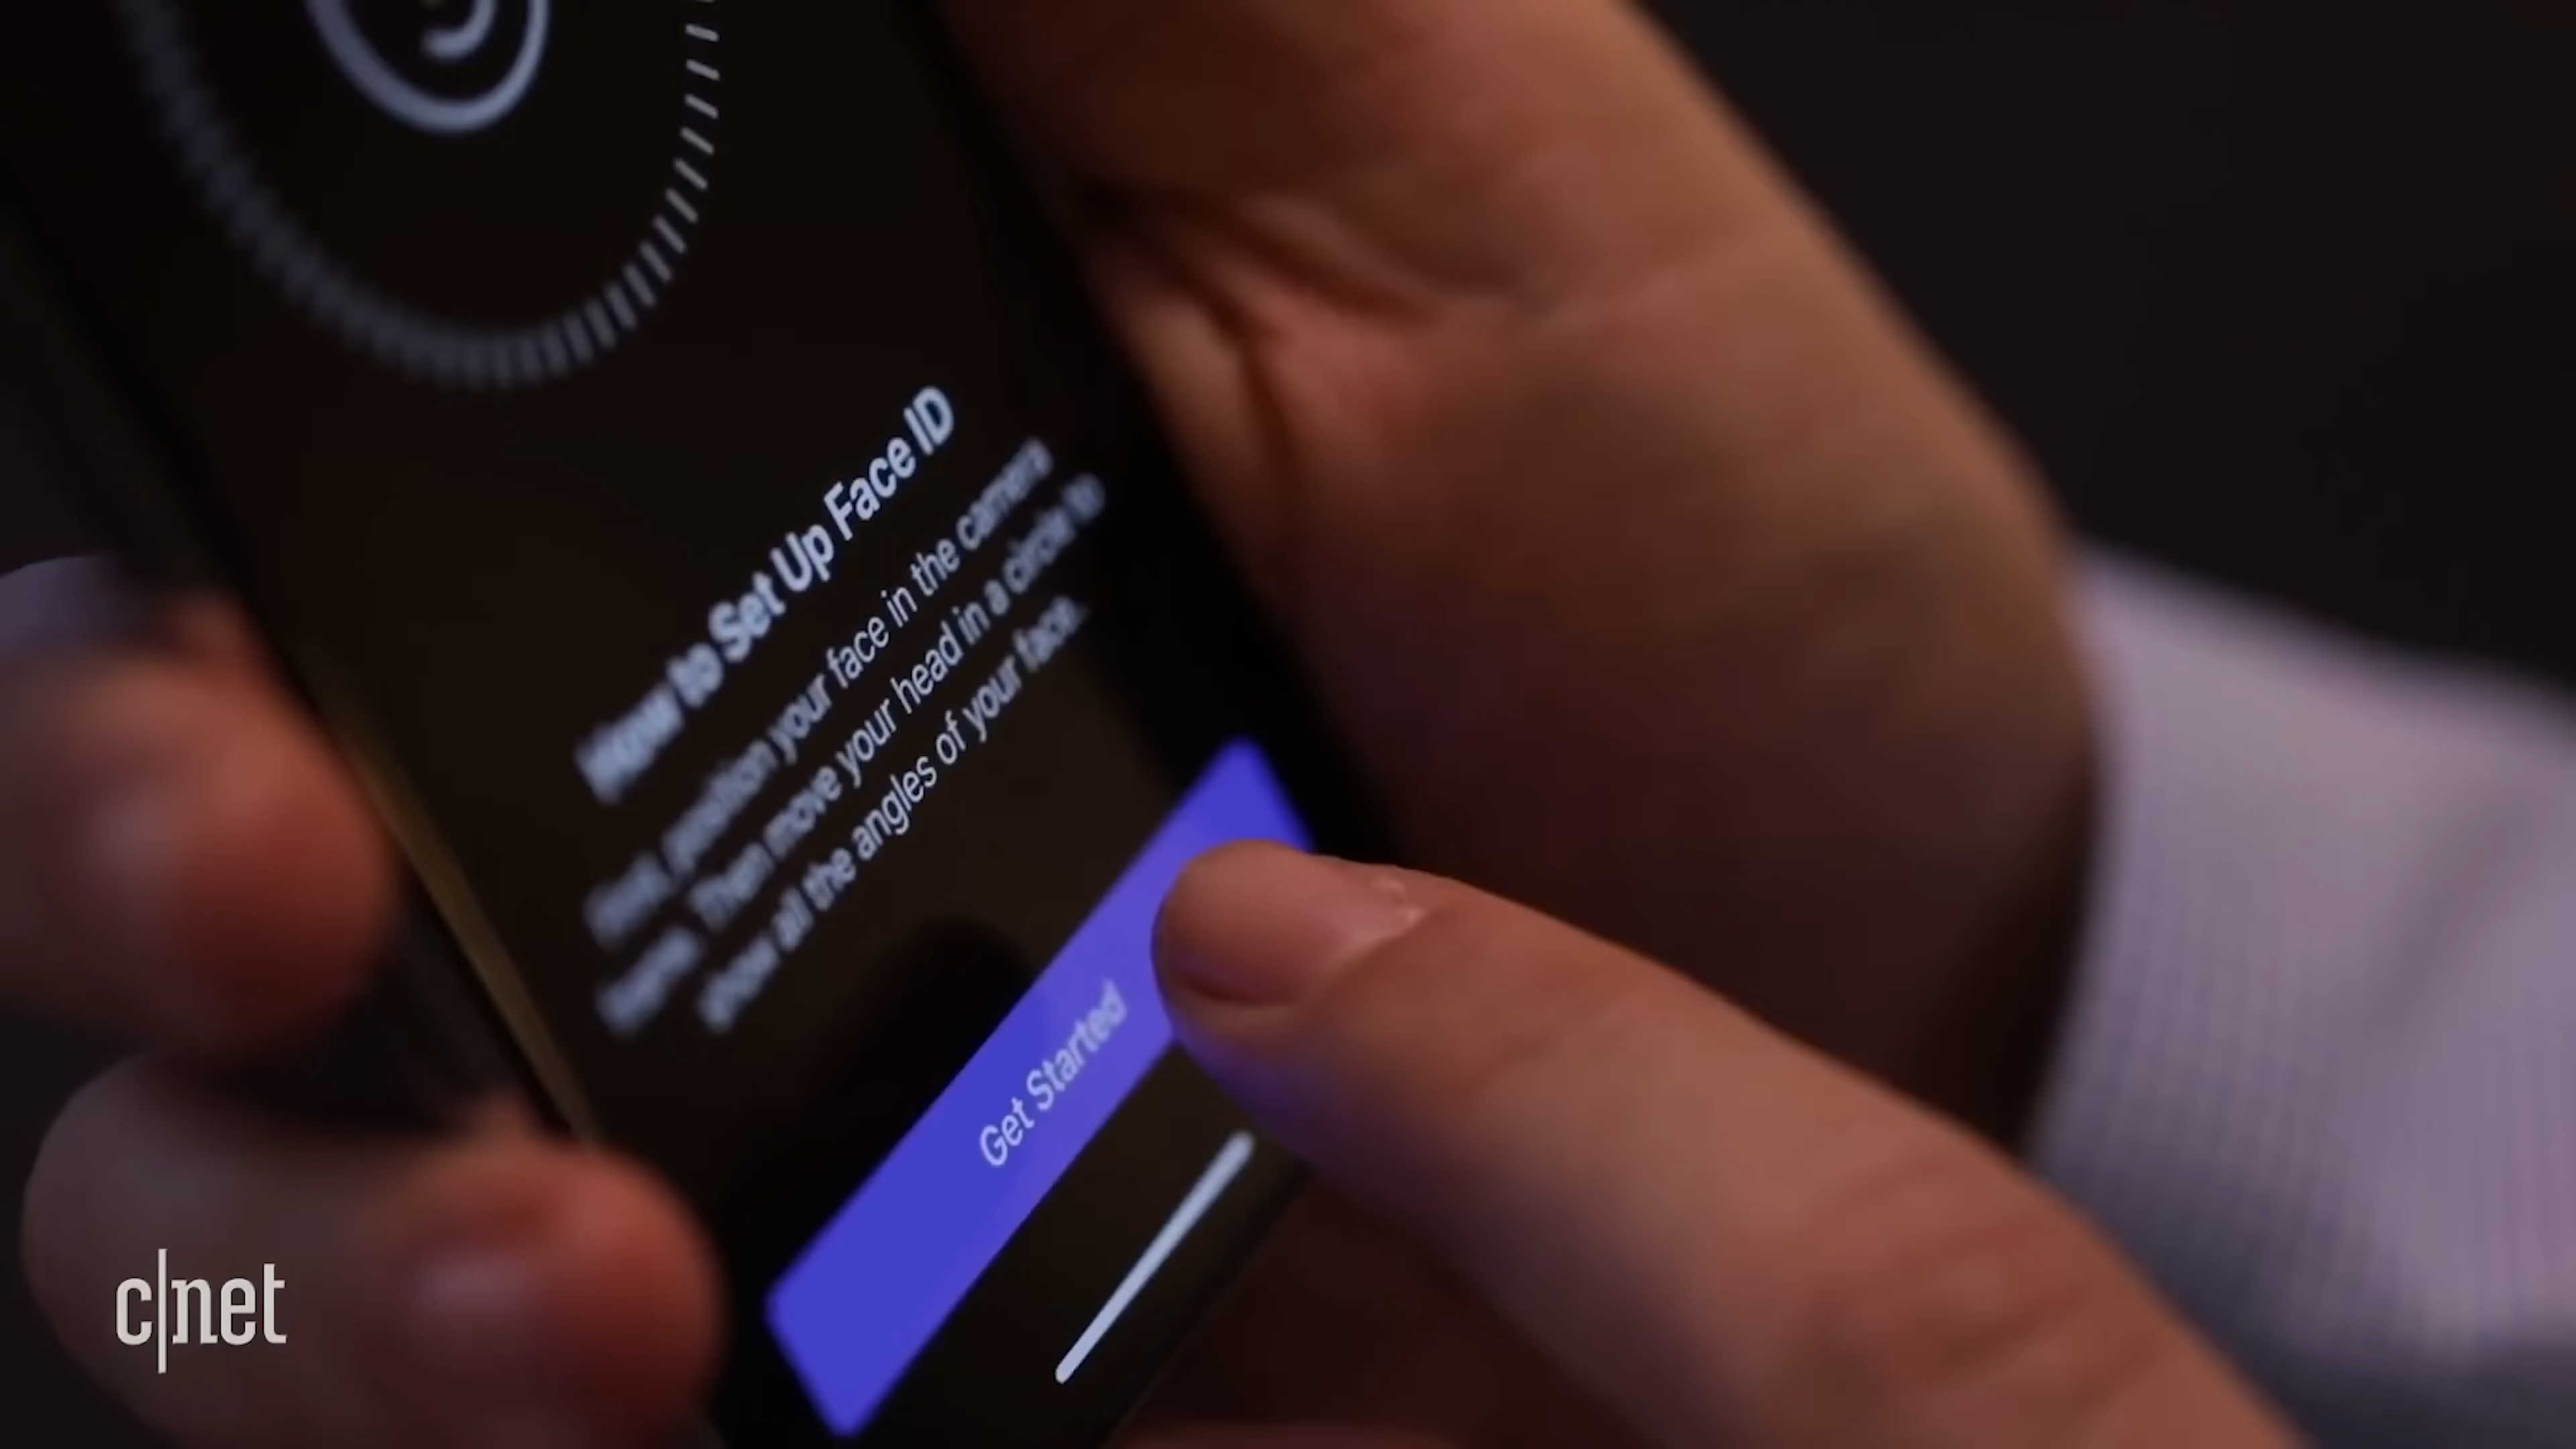 How to Set Up Face ID
First, position your face in the camera
frame. Then move your head in a circle to
show all the angles of your face.
Get Started
c|net